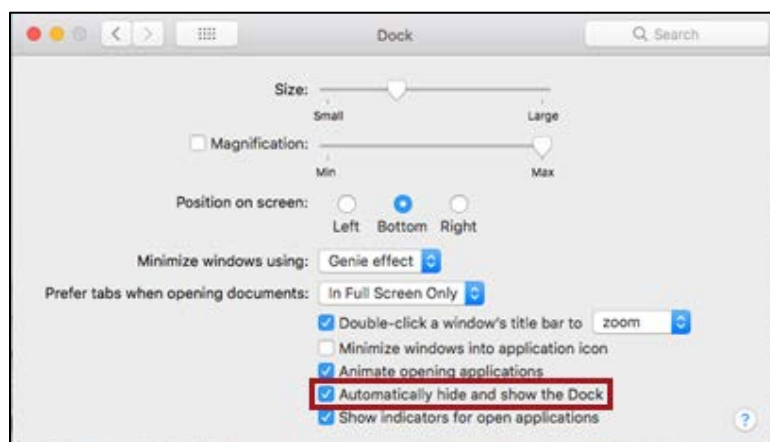 Dock
Search
Size:
Small Large
Magnification:
Min Max
Position on screen:
Left Bottom Right
Minimize windows using: Genie effect
Prefer tabs when opening documents: In Full Screen Only
Double-click a window's title bar to zoom
Minimize windows into application icon
Animate opening applications
Automatically hide and show the Dock
Show indicators for open applications
?